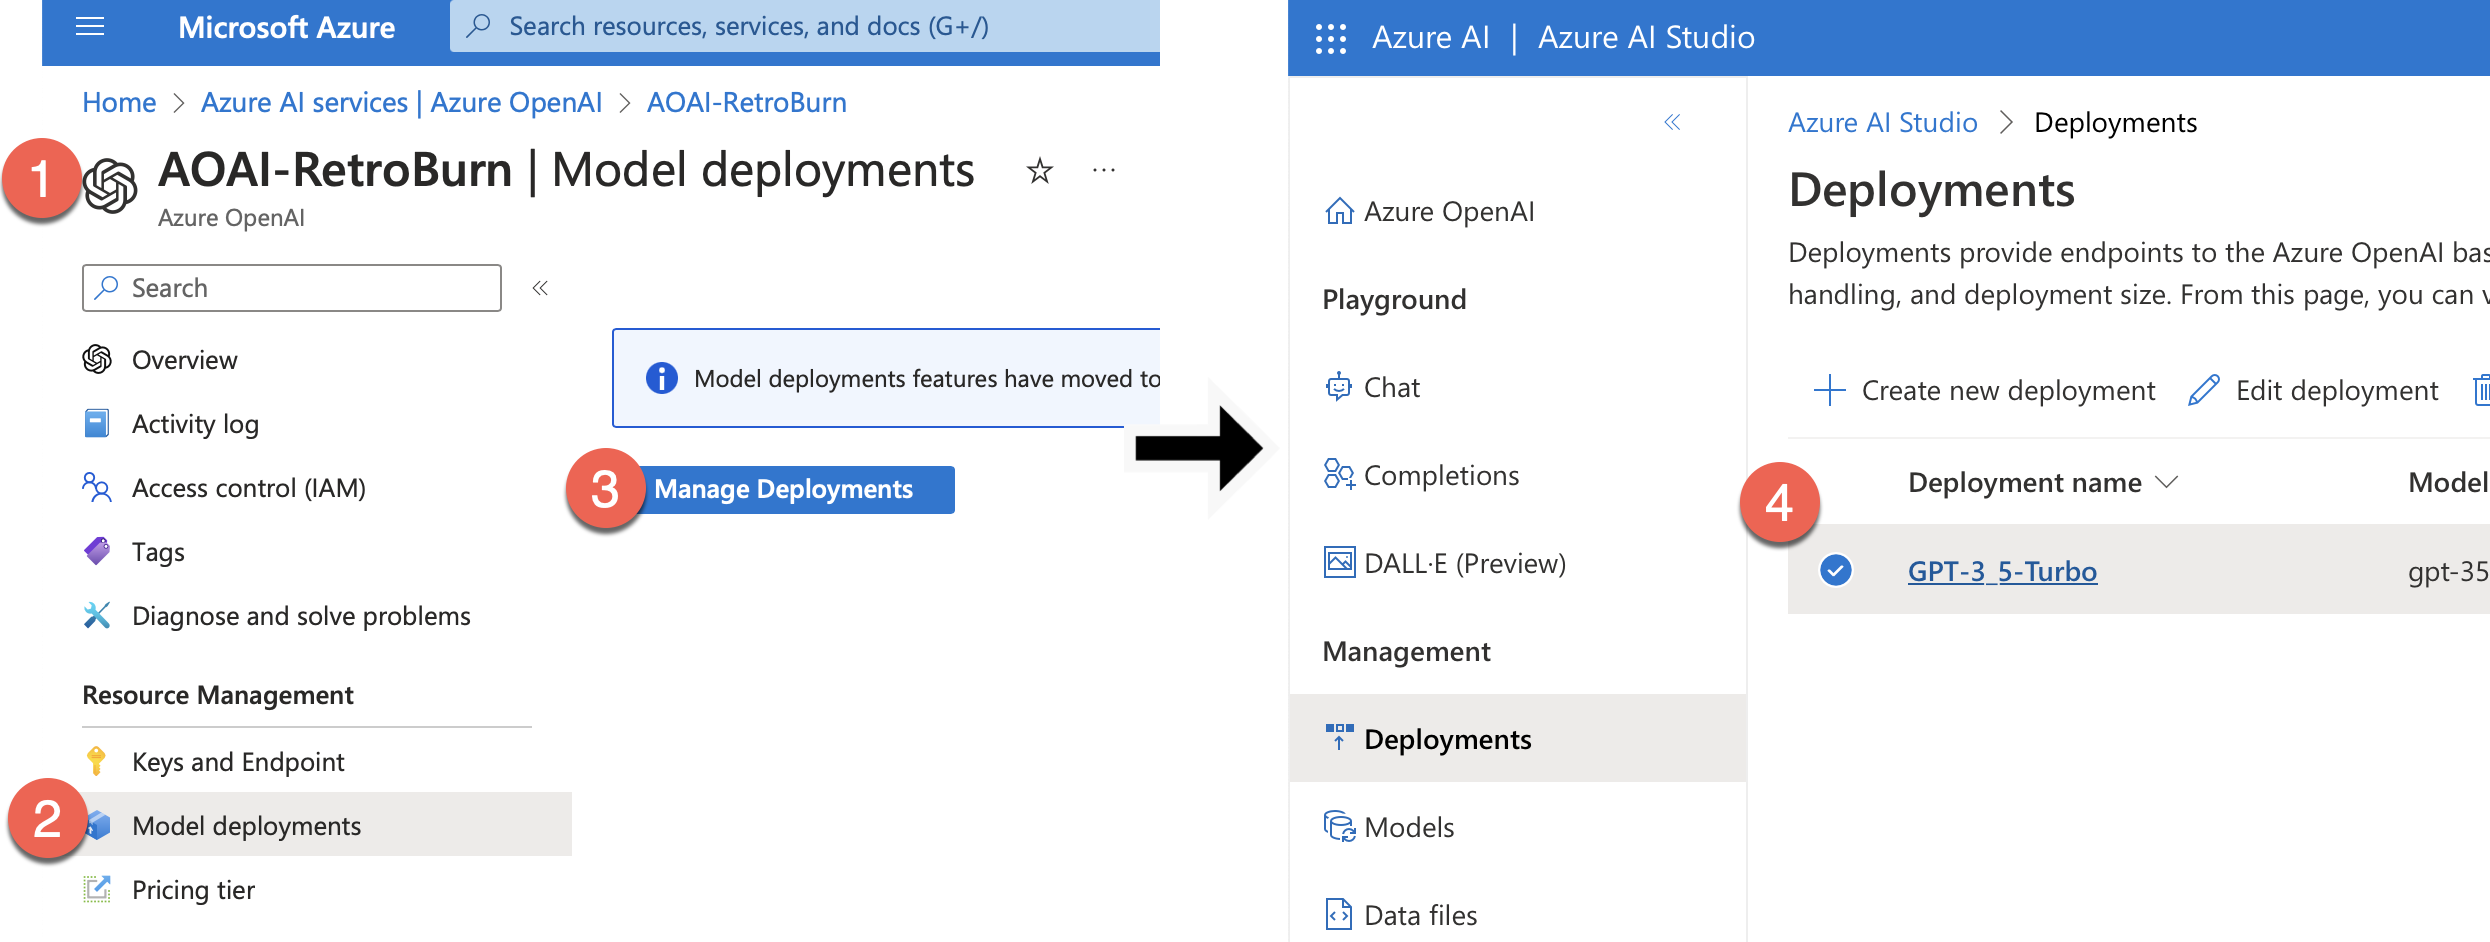 Microsoft Azure
Search resources, services, and docs (G+/)
Home > Azure AI services | Azure OpenAI > AOAI-RetroBurn
1
AOAI-RetroBurn | Model deployments
Azure OpenAI
Search
Overview
Activity log
Access control (IAM)
Tags
Diagnose and solve problems
Resource Management
Keys and Endpoint
2
Model deployments
Pricing tier
Model deployments features have moved to
3
Manage Deployments
Azure AI | Azure AI Studio
Azure OpenAI
Playground
Chat
Completions
DALL·E (Preview)
Management
Deployments
Models
Data files
Azure AI Studio > Deployments
Deployments
Deployments provide endpoints to the Azure OpenAI bas
handling, and deployment size. From this page, you can v
Create new deployment Edit deployment
4
Deployment name Model
GPT-3_5-Turbo gpt-35